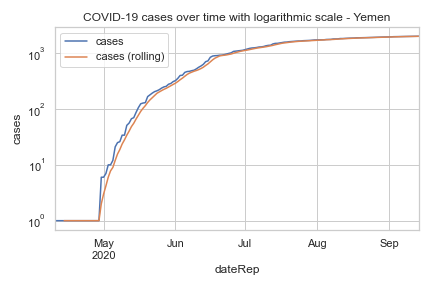 COVID-19 cases over time with logarithmic scale - Yemen
cases
cases (rolling)
10³
10²
10¹
10⁰
cases
May
2020
Jun
Jul
Aug
Sep
dateRep